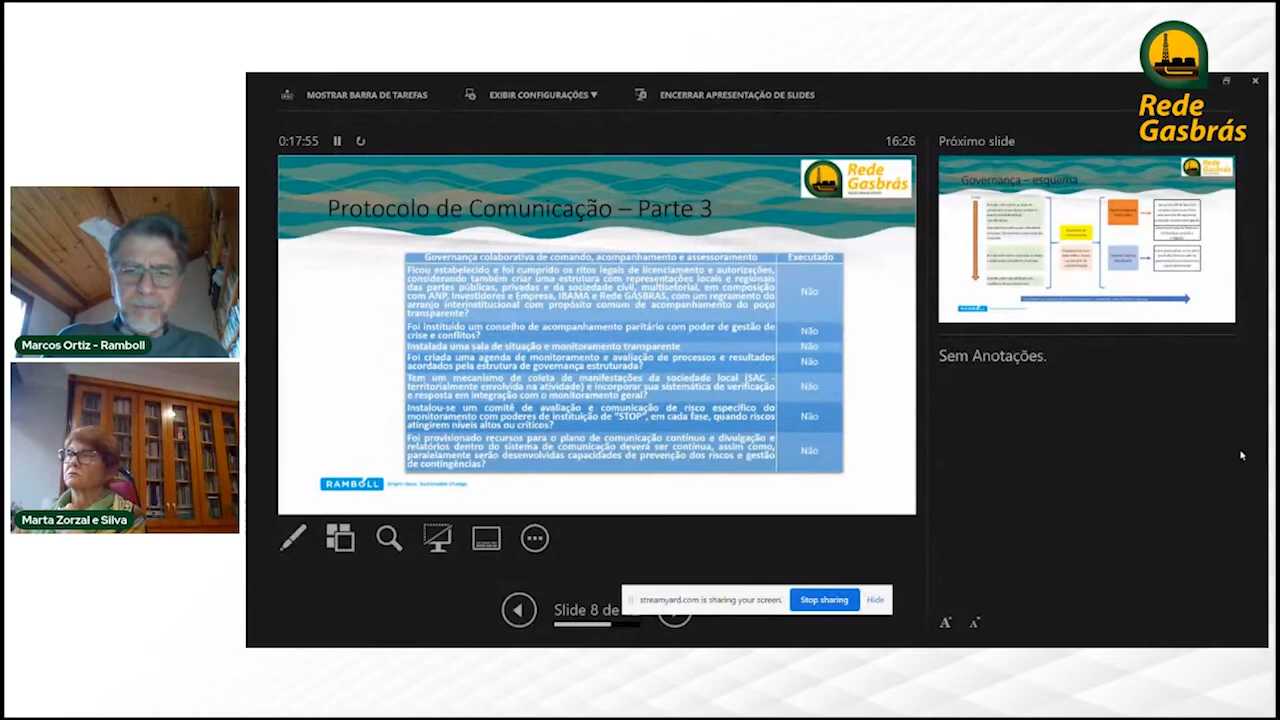 Rede
Gasbrás
MOSTRAR BARRA DE TAREFAS
EXIBIR CONFIGURAÇÕES ▼
ENCERRAR APRESENTAÇÃO DE SLIDES
0:17:55
16:26
Próximo slide
Rede
Gasbrás
Protocolo de Comunicação – Parte 3
Governança colaborativa de comando, acompanhamento e assessoramento Executado
Ficou estabelecido e foi cumprido os ritos legais de licenciamento e autorizações,
considerando também criar uma estrutura com representações locais e regionais
das partes públicas, privadas e da sociedade civil, multisetorial, em composição
com ANP, Investidores e Empresa, IBAMA e Rede GASBRAS, com um regramento do
arranjo interinstitucional com propósito comum de acompanhamento do poço
transparente?
Não
Foi instituído um conselho de acompanhamento paritário com poder de gestão de
crise e conflitos?
Não
Instalada uma sala de situação e monitoramento transparente Não
Foi criada uma agenda de monitoramento e avaliação de processos e resultados
acordados pela estrutura de governança estruturada?
Não
Tem um mecanismo de coleta de manifestações da sociedade local (SAC -
territorialmente envolvida na atividade) e incorporar sua sistemática de verificação
e resposta em integração com o monitoramento geral?
Não
Instalou-se um comitê de avaliação e comunicação de risco específico do
monitoramento com poderes de instituição de “STOP”, em cada fase, quando riscos
atingirem níveis altos ou críticos?
Não
Foi provisionado recursos para o plano de comunicação contínuo e divulgação e
relatórios dentro do sistema de comunicação deverá ser contínua, assim como,
paralelamente serão desenvolvidas capacidades de prevenção dos riscos e gestão
de contingências?
Não
RAMBOLL
Bright ideas. Sustainable change.
Governança – esquema
Rede
Gasbrás
Sem Anotações.
Marcos Ortiz - Ramboll
Marta Zorzal e Silva
streamyard.com is sharing your screen.
Stop sharing
Hide
Slide 8 de